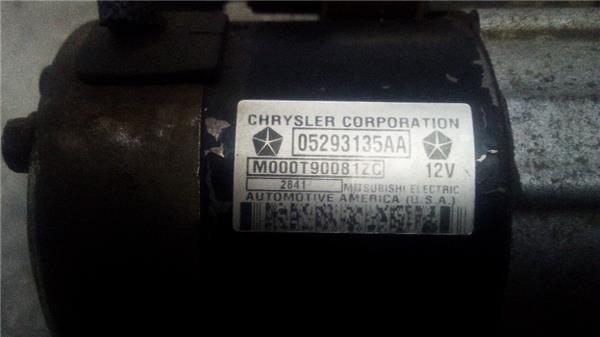 CHRYSLER CORPORATION
05293135AA
M000T90081ZC 12V
2841 MITSUBISHI ELECTRIC
AUTOMOTIVE AMERICA (U.S.A.)